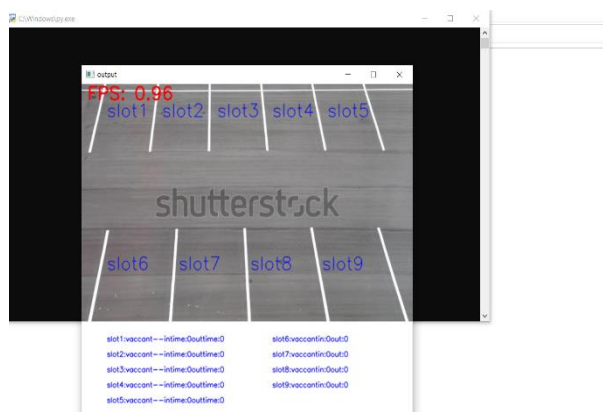 C:\Windows\py.exe
output
FPS: 0.96
slot1 slot2 slot3 slot4 slot5
shutterstock
slot6 slot7 slot8 slot9
slot1:vaccant--intime:0outtime:0 slot6:vaccantin:0out:0
slot2:vaccant--intime:0outtime:0 slot7:vaccantin:0out:0
slot3:vaccant--intime:0outtime:0 slot8:vaccantin:0out:0
slot4:vaccant--intime:0outtime:0 slot9:vaccantin:0out:0
slot5:vaccant--intime:0outtime:0